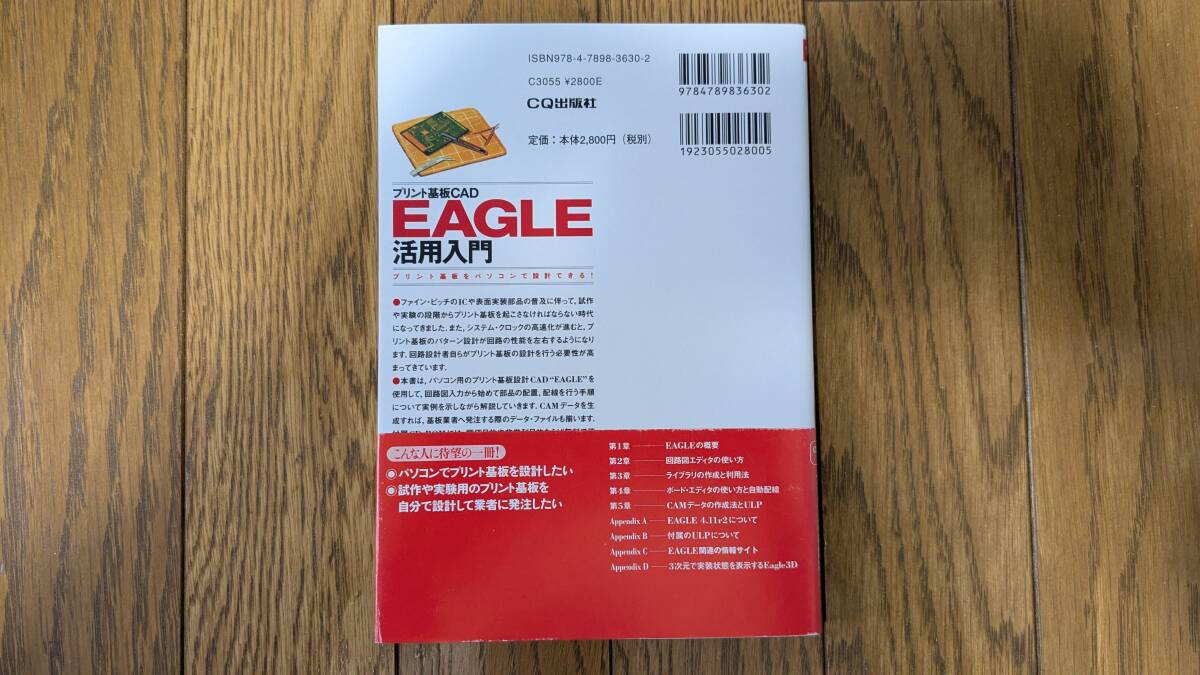 ISBN978-4-7898-3630-2
C3055 ¥2800E
CQ出版社
定価：本体2,800円（税別）
9784789836302
1923055028005
プリント基板CAD
EAGLE
活用入門
プリント基板をパソコンで設計できる！
●ファイン・ピッチのICや表面実装部品の普及に伴って，試作
や実験の段階からプリント基板を起こさなければならない時代
になってきました．また，システム・クロックの高速化が進むと，プ
リント基板のパターン設計が回路の性能を左右するようになり
ます．回路設計者自らがプリント基板の設計を行う必要性が高
まってきています．
●本書は，パソコン用のプリント基板設計CAD“EAGLE”を
使用して，回路図入力から始めて部品の配置，配線を行う手順
について実例を示しながら解説していきます．CAMデータを生
成すれば，基板業者へ発注する際のデータ・ファイルも揃います．
こんな人に待望の一冊！
◉パソコンでプリント基板を設計したい
◉試作や実験用のプリント基板を
自分で設計して業者に発注したい
第1章 ――― EAGLEの概要
第2章 ――― 回路図エディタの使い方
第3章 ――― ライブラリの作成と利用法
第4章 ――― ボード・エディタの使い方と自動配線
第5章 ――― CAMデータの作成法とULP
Appendix A ― EAGLE 4.11r2について
Appendix B ― 付属のULPについて
Appendix C ― EAGLE関連の情報サイト
Appendix D ― 3次元で実装状態を表示するEagle3D